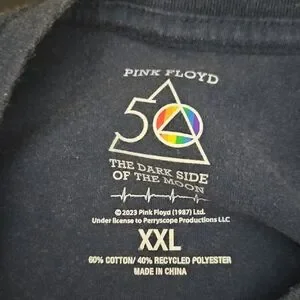 PINK FLOYD
50
THE DARK SIDE
OF THE MOON
© 2023 Pink Floyd (1987) Ltd.
Under license to Perryscope Productions LLC
XXL
60% COTTON/ 40% RECYCLED POLYESTER
MADE IN CHINA